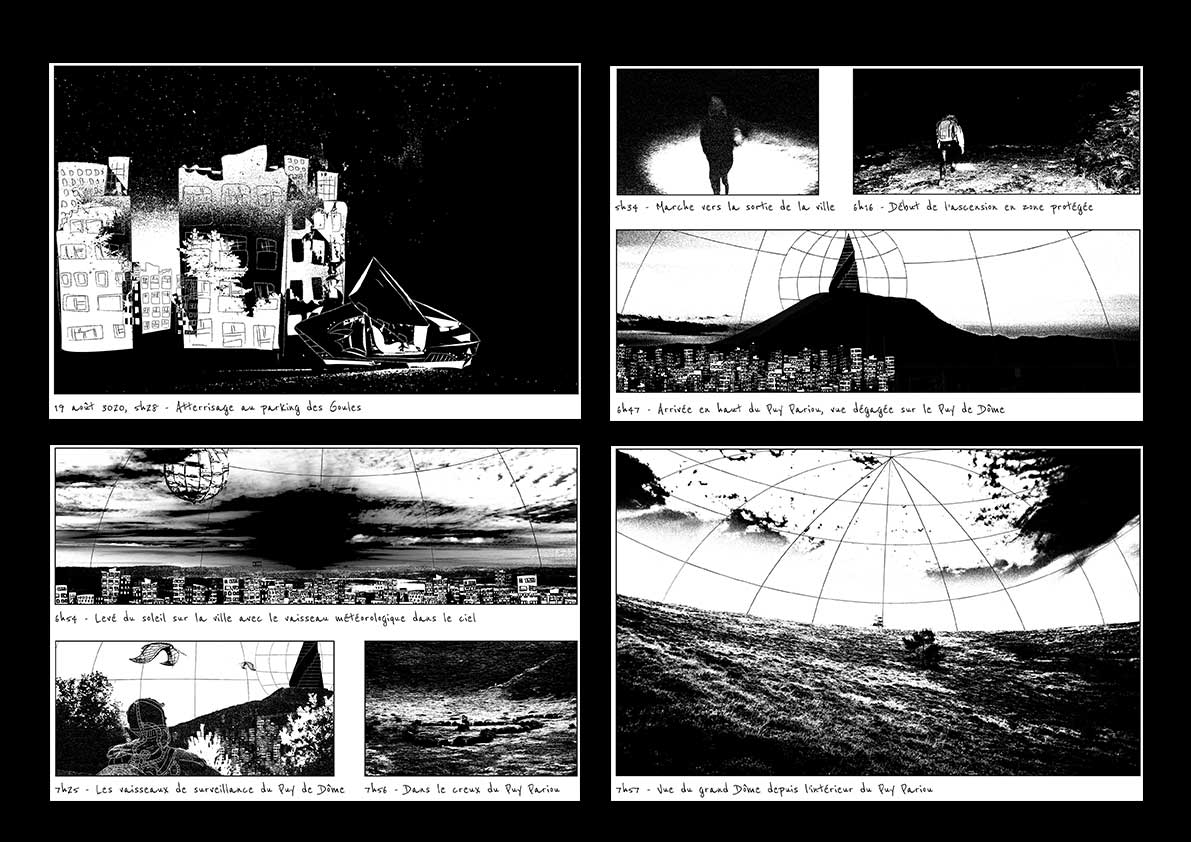 19 août 3020, 5h28 - Atterrisage au parking des Goules
5h34 - Marche vers la sortie de la ville
6h16 - Début de l'ascension en zone protégée
6h47 - Arrivée en haut du Puy Pariou, vue dégagée sur le Puy de Dôme
6h54 - Levé du soleil sur la ville avec le vaisseau météorologique dans le ciel
7h25 - Les vaisseaux de surveillance du Puy de Dôme
7h56 - Dans le creux du Puy Pariou
7h57 - Vue du grand Dôme depuis l'intérieur du Puy Pariou